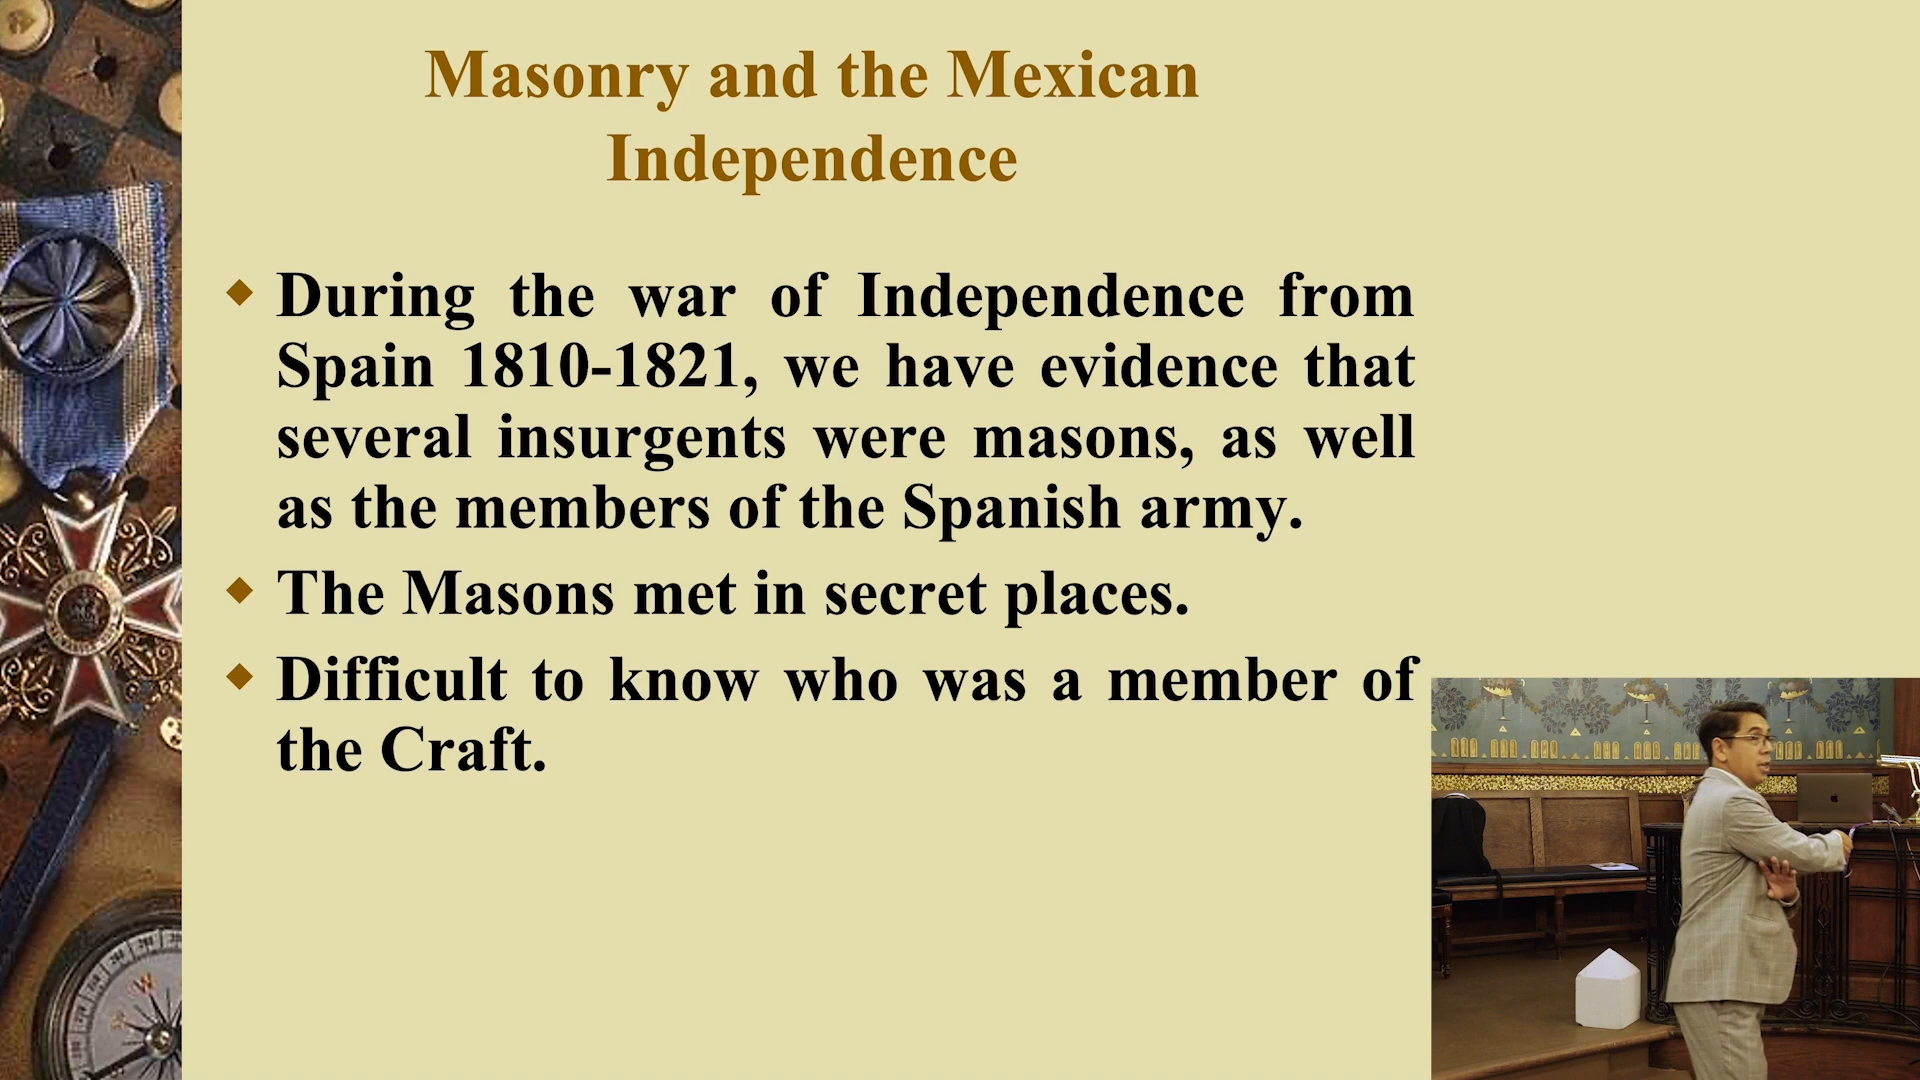 Masonry and the Mexican
Independence
During the war of Independence from
Spain 1810-1821, we have evidence that
several insurgents were masons, as well
as the members of the Spanish army.
The Masons met in secret places.
Difficult to know who was a member of
the Craft.